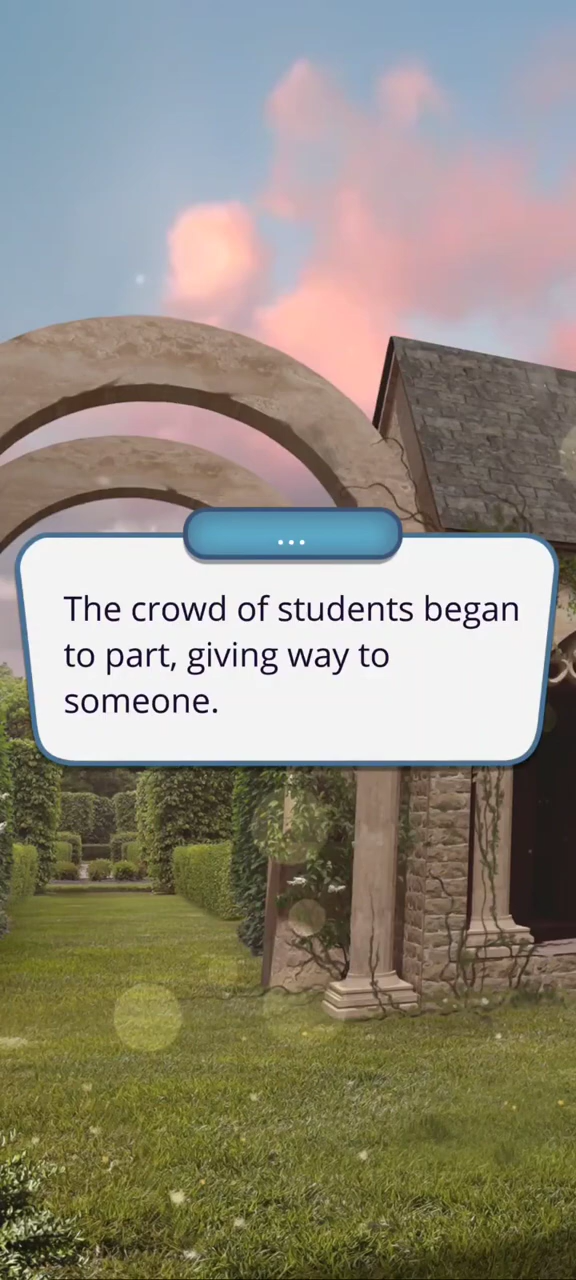 ...
The crowd of students began
to part, giving way to
someone.